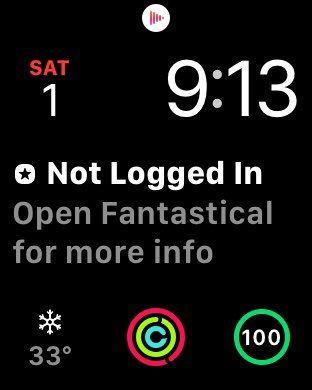 SAT
1
9:13
Not Logged In
Open Fantastical
for more info
33°
100